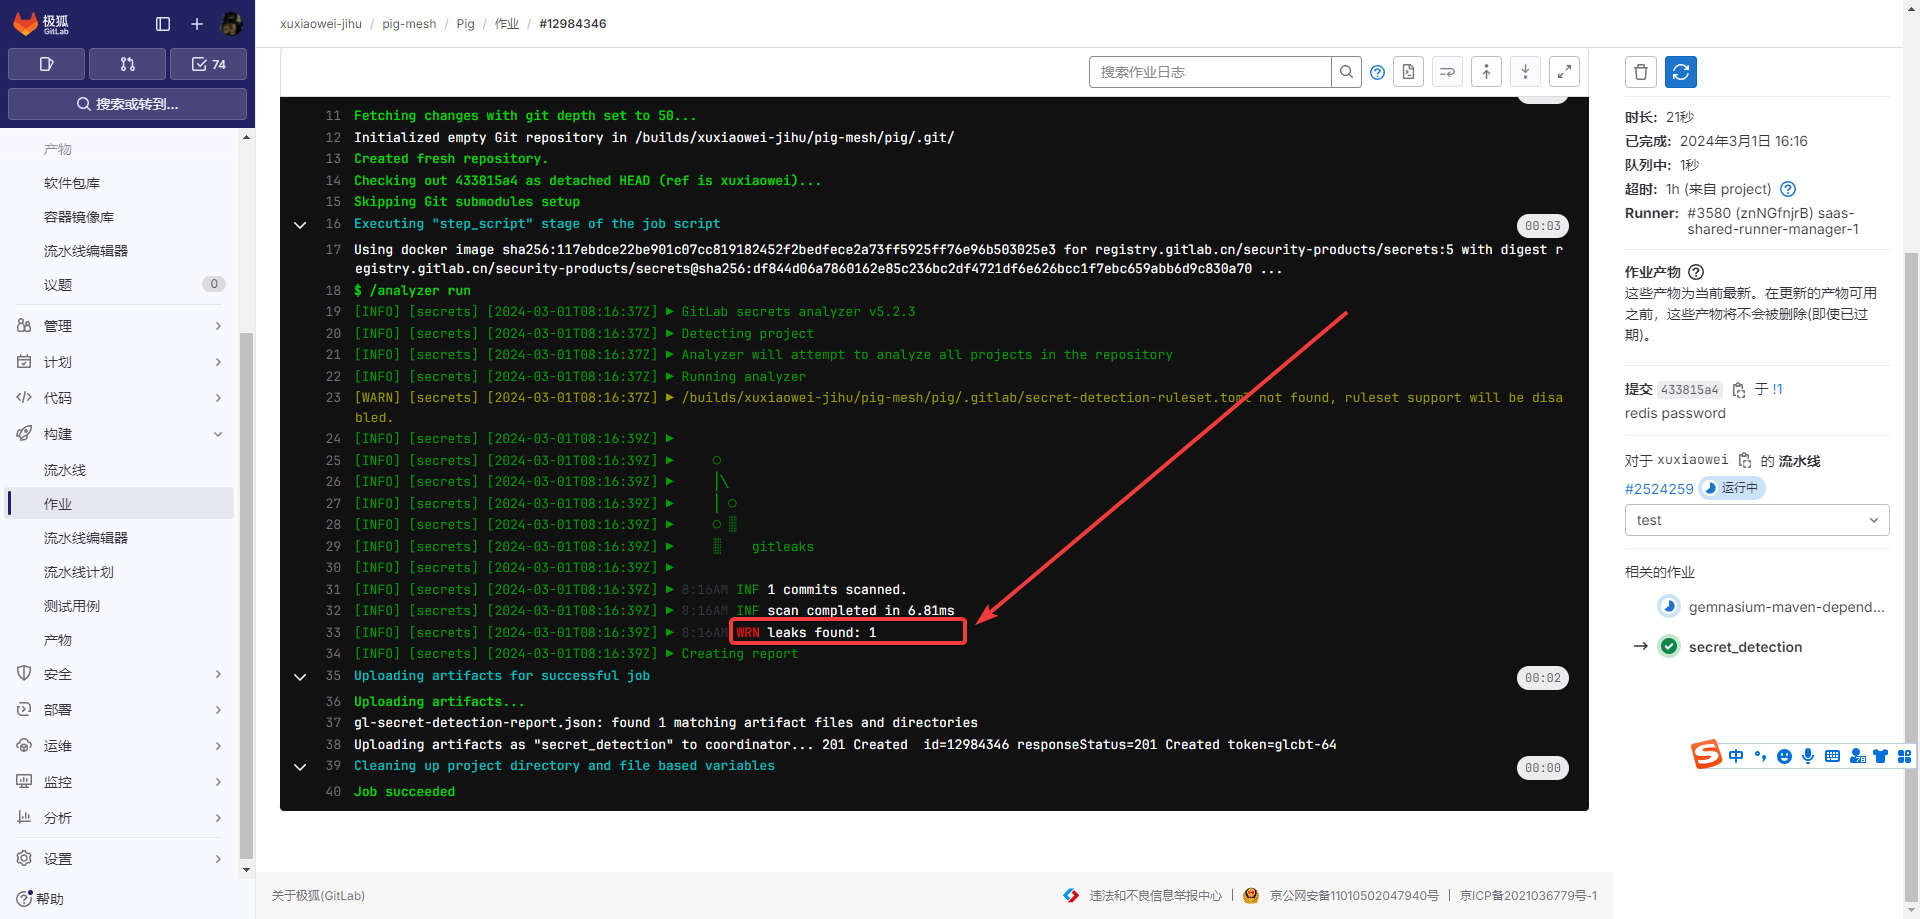 极狐
GitLab
74
搜索或转到...
产物
软件包库
容器镜像库
流水线编辑器
议题
0
管理
计划
代码
构建
流水线
作业
流水线编辑器
流水线计划
测试用例
产物
安全
部署
运维
监控
分析
设置
帮助
xuxiaowei-jihu / pig-mesh / Pig / 作业 / #12984346
搜索作业日志
11 Fetching changes with git depth set to 50...
12 Initialized empty Git repository in /builds/xuxiaowei-jihu/pig-mesh/pig/.git/
13 Created fresh repository.
14 Checking out 433815a4 as detached HEAD (ref is xuxiaowei)...
15 Skipping Git submodules setup
16 Executing "step_script" stage of the job script
00:03
17 Using docker image sha256:117ebdce22be901c07cc819182452f2bedfece2a73ff5925ff76e96b503025e3 for registry.gitlab.cn/security-products/secrets:5 with digest r
egistry.gitlab.cn/security-products/secrets@sha256:df844d06a7860162e85c236bc2df4721df6e626bcc1f7ebc659abb6d9c830a70 ...
18 $ /analyzer run
19 [INFO] [secrets] [2024-03-01T08:16:37Z] ▶ GitLab secrets analyzer v5.2.3
20 [INFO] [secrets] [2024-03-01T08:16:37Z] ▶ Detecting project
21 [INFO] [secrets] [2024-03-01T08:16:37Z] ▶ Analyzer will attempt to analyze all projects in the repository
22 [INFO] [secrets] [2024-03-01T08:16:37Z] ▶ Running analyzer
23 [WARN] [secrets] [2024-03-01T08:16:37Z] ▶ /builds/xuxiaowei-jihu/pig-mesh/pig/.gitlab/secret-detection-ruleset.toml not found, ruleset support will be disa
bled.
24 [INFO] [secrets] [2024-03-01T08:16:39Z] ▶
25 [INFO] [secrets] [2024-03-01T08:16:39Z] ▶ ○
26 [INFO] [secrets] [2024-03-01T08:16:39Z] ▶ │╲
27 [INFO] [secrets] [2024-03-01T08:16:39Z] ▶ │ ○
28 [INFO] [secrets] [2024-03-01T08:16:39Z] ▶ ○ ░
29 [INFO] [secrets] [2024-03-01T08:16:39Z] ▶ ░ gitleaks
30 [INFO] [secrets] [2024-03-01T08:16:39Z] ▶
31 [INFO] [secrets] [2024-03-01T08:16:39Z] ▶ 8:16AM INF 1 commits scanned.
32 [INFO] [secrets] [2024-03-01T08:16:39Z] ▶ 8:16AM INF scan completed in 6.81ms
33 [INFO] [secrets] [2024-03-01T08:16:39Z] ▶ 8:16AM WRN leaks found: 1
34 [INFO] [secrets] [2024-03-01T08:16:39Z] ▶ Creating report
35 Uploading artifacts for successful job
00:02
36 Uploading artifacts...
37 gl-secret-detection-report.json: found 1 matching artifact files and directories
38 Uploading artifacts as "secret_detection" to coordinator... 201 Created  id=12984346 responseStatus=201 Created token=glcbt-64
39 Cleaning up project directory and file based variables
00:00
40 Job succeeded
时长: 21秒
已完成: 2024年3月1日 16:16
队列中: 1秒
超时: 1h (来自 project)
Runner: #3580 (znNGfnjrB) saas-
shared-runner-manager-1
作业产物
这些产物为当前最新。在更新的产物可用
之前，这些产物将不会被删除(即使已过
期)。
提交 433815a4 于 !1
redis password
对于 xuxiaowei 的 流水线
#2524259 运行中
test
相关的作业
gemnasium-maven-depend...
→ secret_detection
中
关于极狐(GitLab)
违法和不良信息举报中心 | 京公网安备11010502047940号 | 京ICP备2021036779号-1